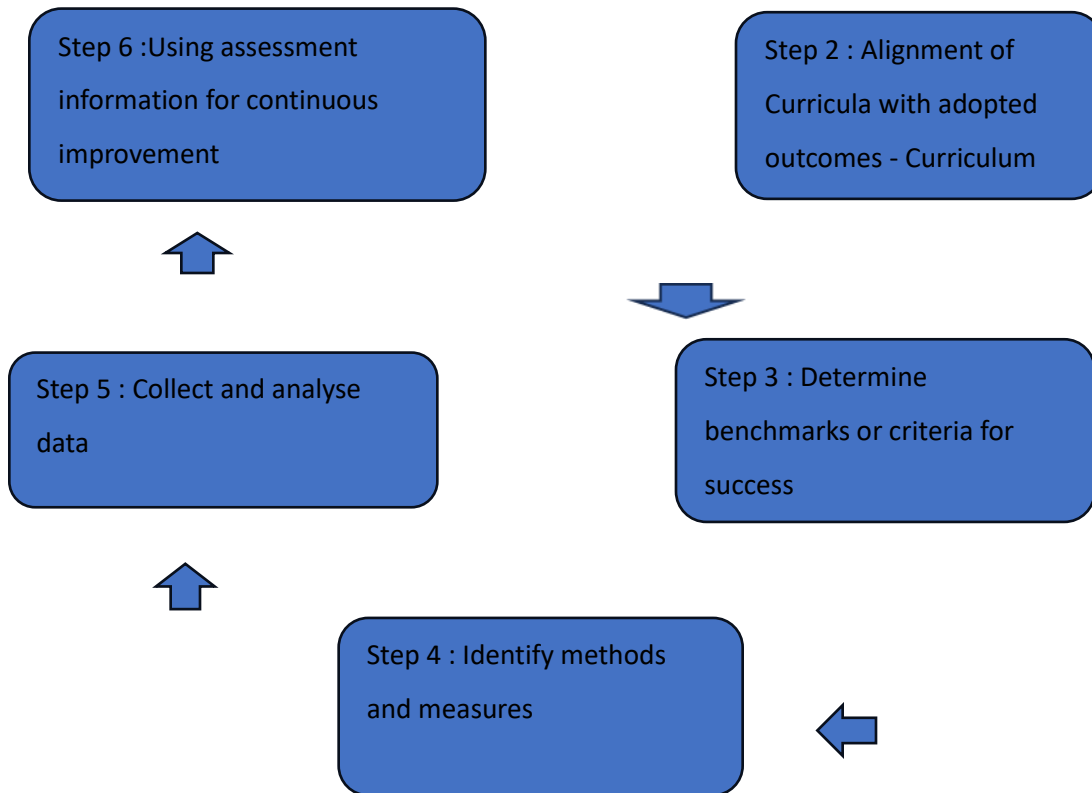 Step 6 :Using assessment
information for continuous
improvement
Step 2 : Alignment of
Curricula with adopted
outcomes - Curriculum
Step 5 : Collect and analyse
data
Step 3 : Determine
benchmarks or criteria for
success
Step 4 : Identify methods
and measures